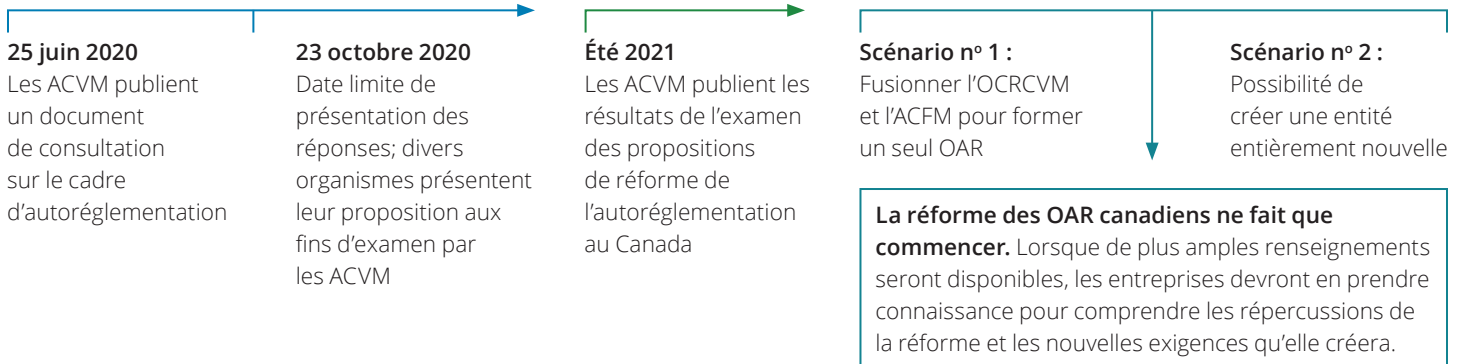 25 juin 2020
Les ACVM publient
un document
de consultation
sur le cadre
d'autoréglementation
23 octobre 2020
Date limite de
présentation des
réponses; divers
organismes présentent
leur proposition aux
fins d'examen par
les ACVM
Été 2021
Les ACVM publient les
résultats de l'examen
des propositions
de réforme de
l'autoréglementation
au Canada
Scénario nº 1 :
Fusionner l'OCRCVM
et l'ACFM pour former
un seul OAR
Scénario nº 2 :
Possibilité de
créer une entité
entièrement nouvelle
La réforme des OAR canadiens ne fait que
commencer. Lorsque de plus amples renseignements
seront disponibles, les entreprises devront en prendre
connaissance pour comprendre les répercussions de
la réforme et les nouvelles exigences qu'elle créera.